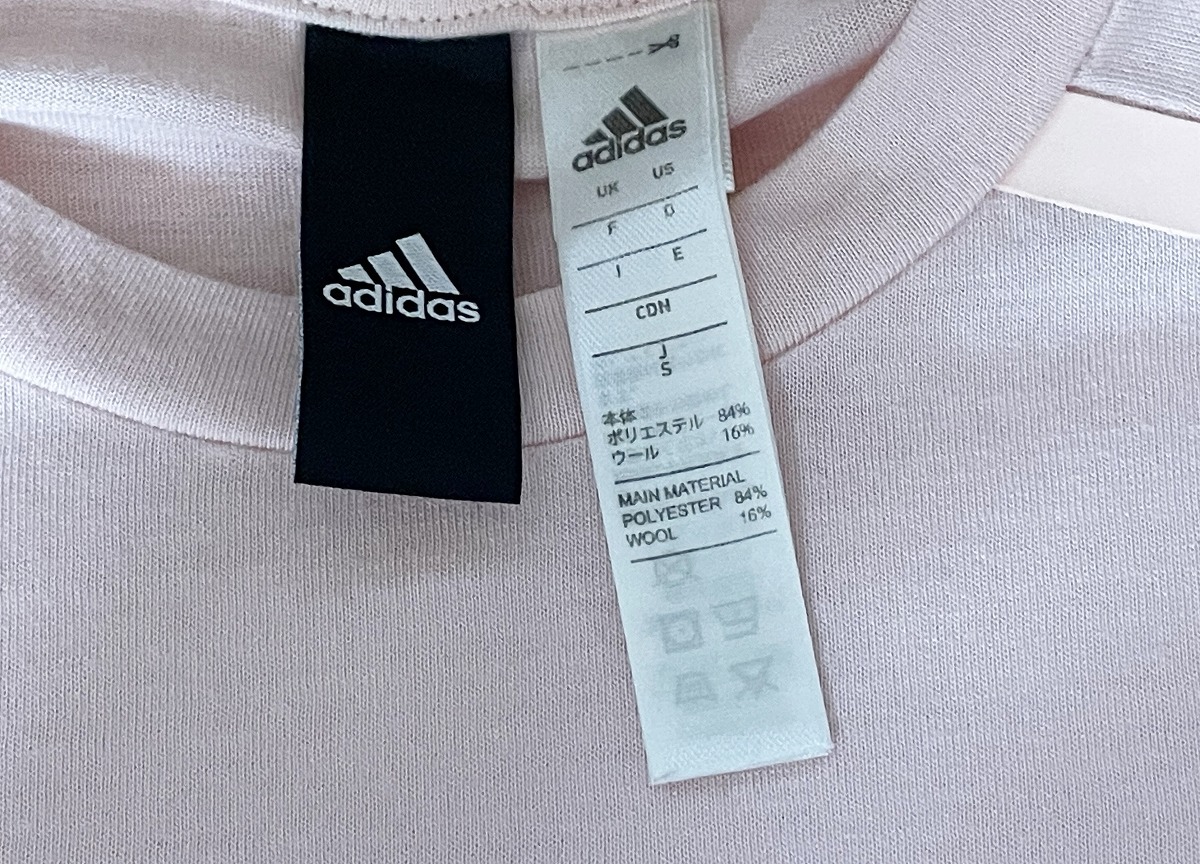 adidas
adidas
UK US
F D
I E
CDN
J
S
本体
ポリエステル 84%
ウール 16%
MAIN MATERIAL
POLYESTER 84%
WOOL 16%